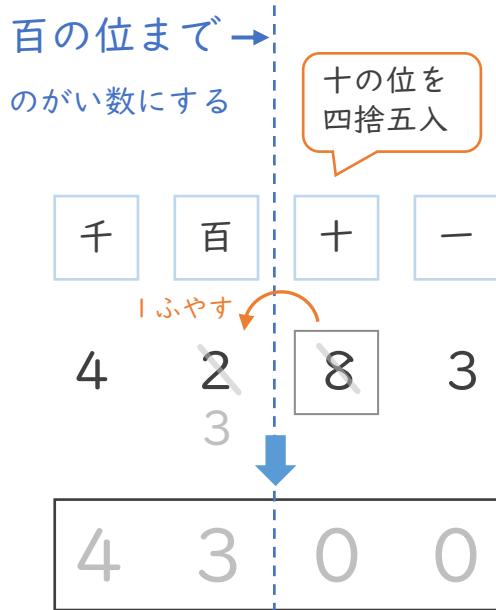 百の位まで→
のがい数にする
十の位を
四捨五入
千 百 十 一
1ふやす
4 2 8 3
3
4 3 0 0